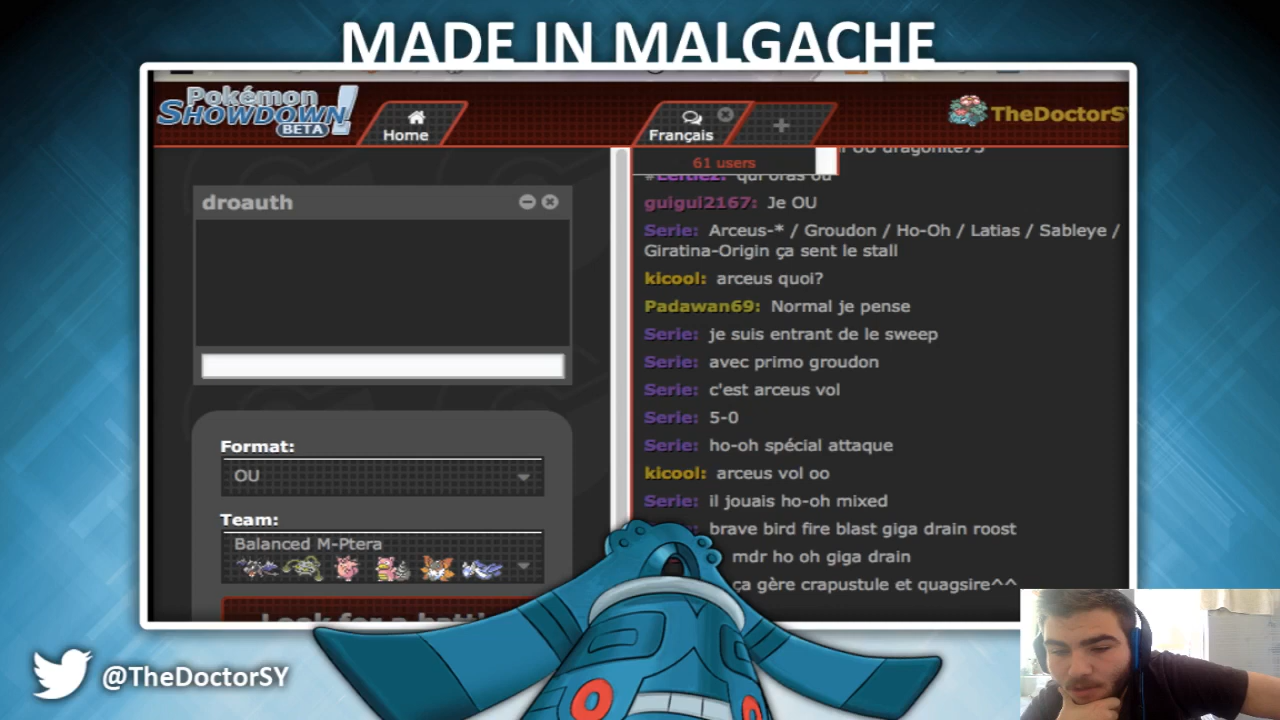 MADE IN MALGACHE
Pokémon
SHOWDOWN!
BETA
Home
Français
TheDoctorSY
61 users
droauth
qui oras ou
guigui2167: Je OU
Serie: Arceus-* / Groudon / Ho-Oh / Latias / Sableye /
Giratina-Origin ça sent le stall
kicool: arceus quoi?
Padawan69: Normal je pense
Serie: je suis entrant de le sweep
Serie: avec primo groudon
Serie: c'est arceus vol
Serie: 5-0
Serie: ho-oh spécial attaque
kicool: arceus vol oo
Serie: il jouais ho-oh mixed
brave bird fire blast giga drain roost
mdr ho oh giga drain
ça gère crapustule et quagsire^^
Format:
OU
Team:
Balanced M-Ptera
Look for a
@TheDoctorSY